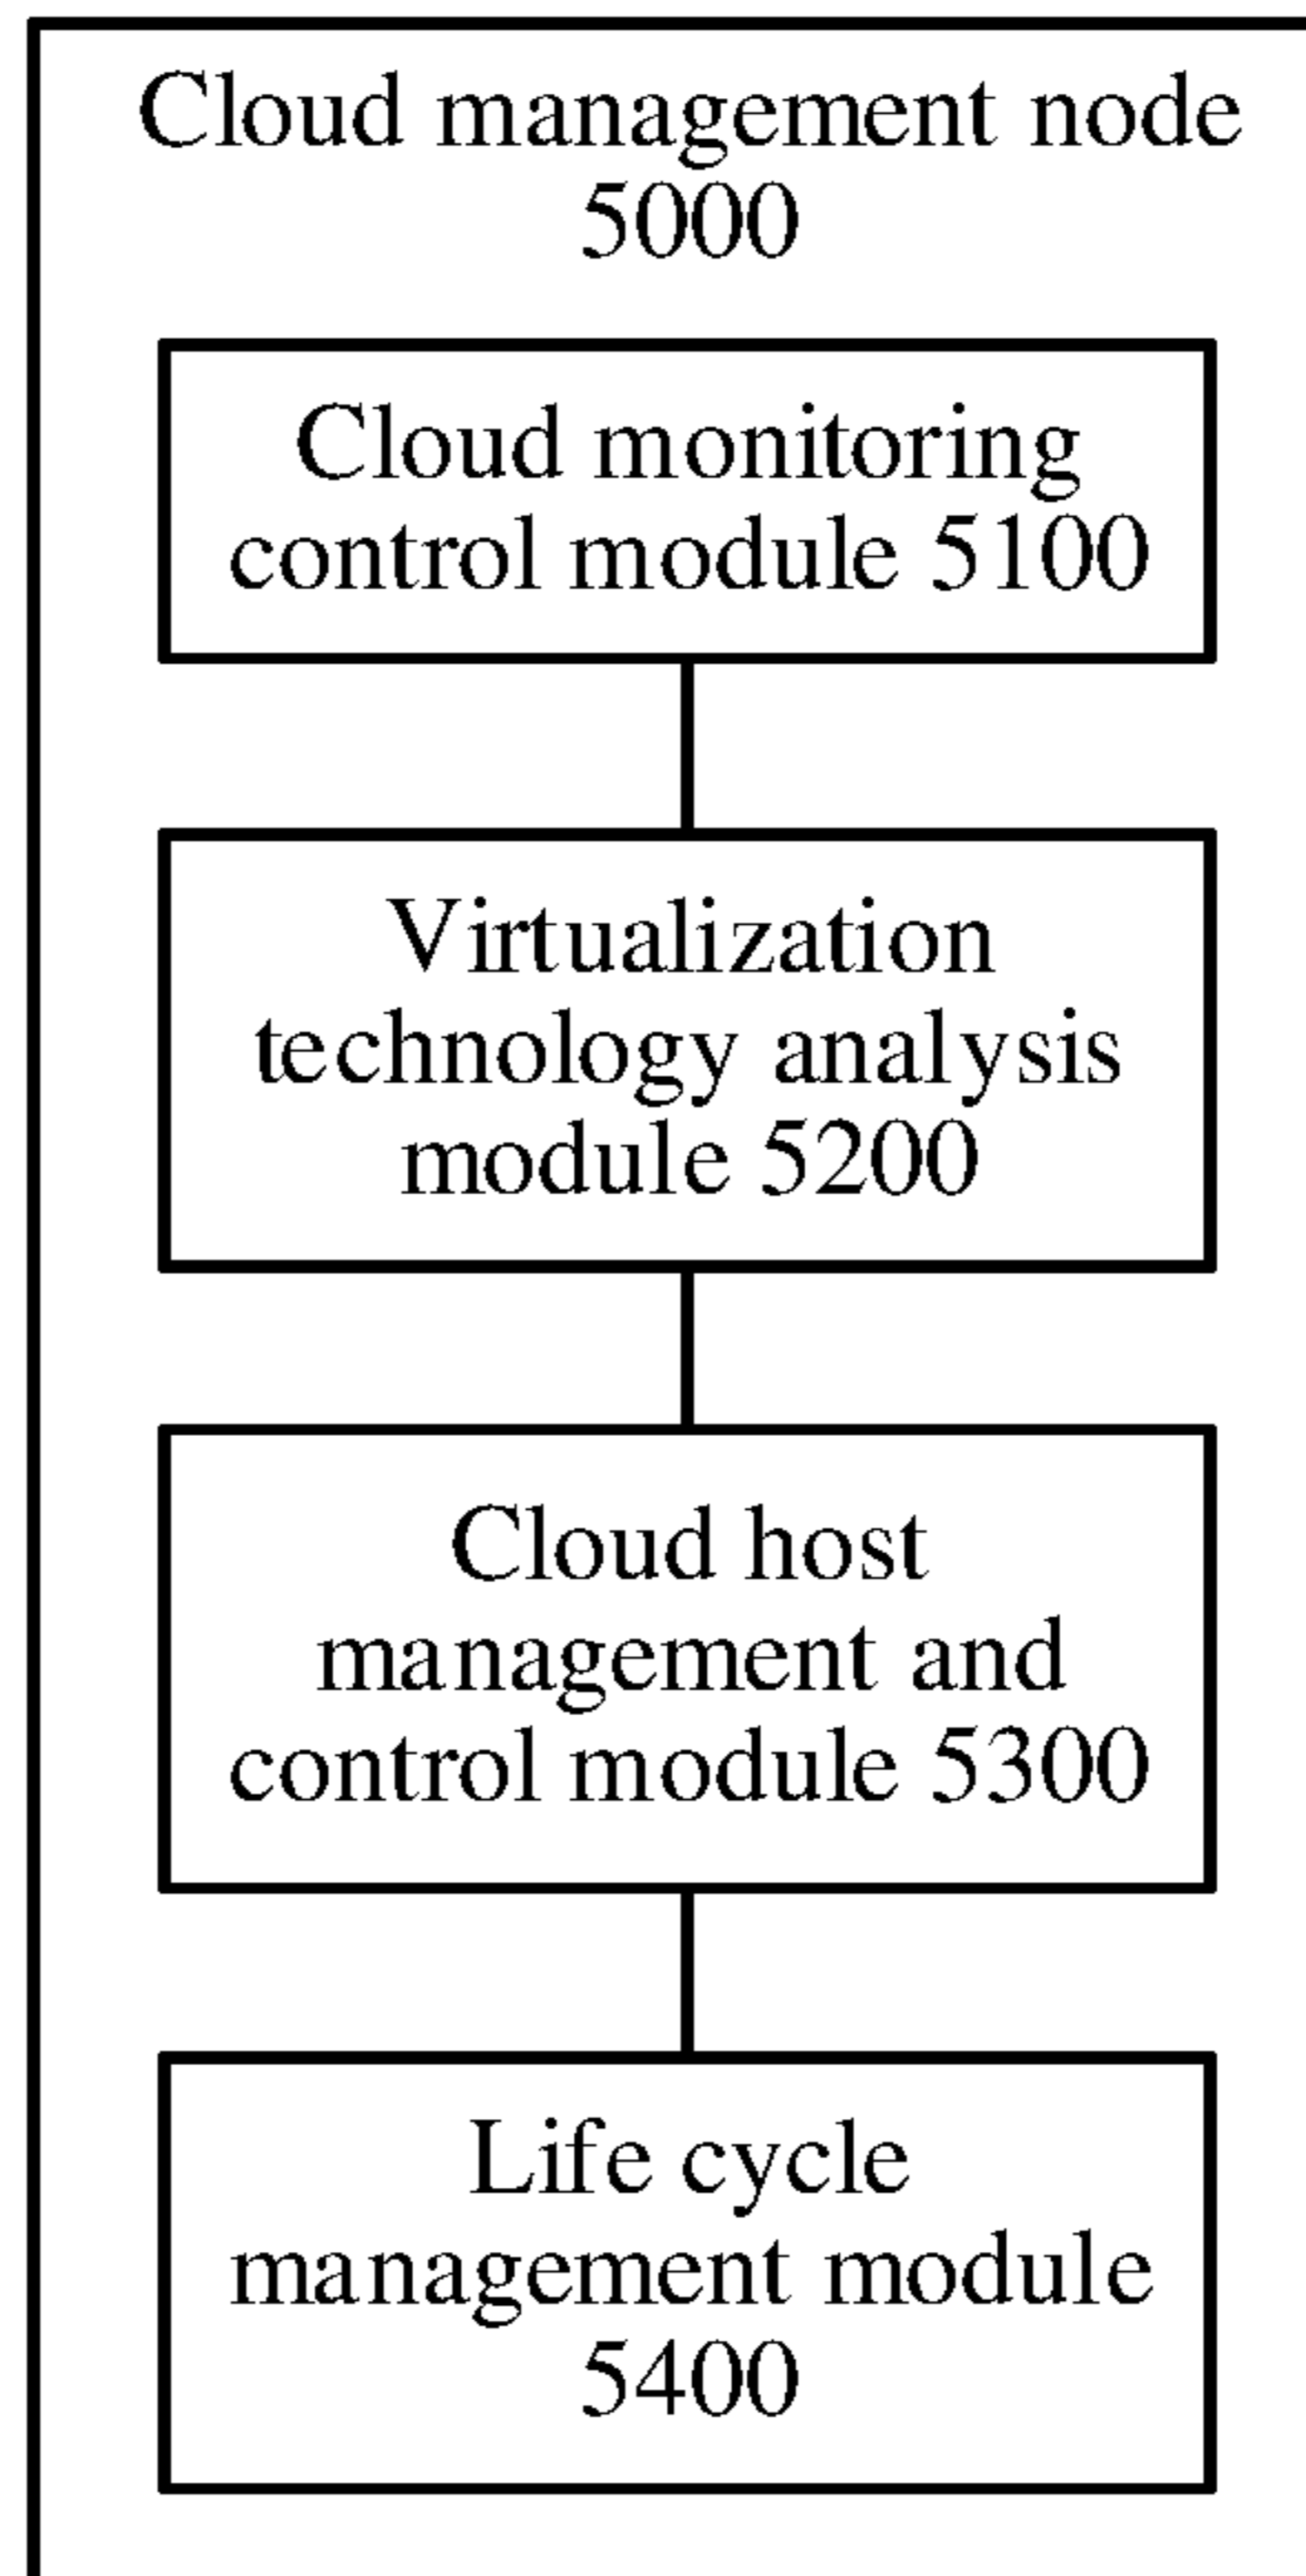 Cloud management node
5000
Cloud monitoring
control module 5100
Virtualization
technology analysis
module 5200
Cloud host
management and
control module 5300
Life cycle
management module
5400